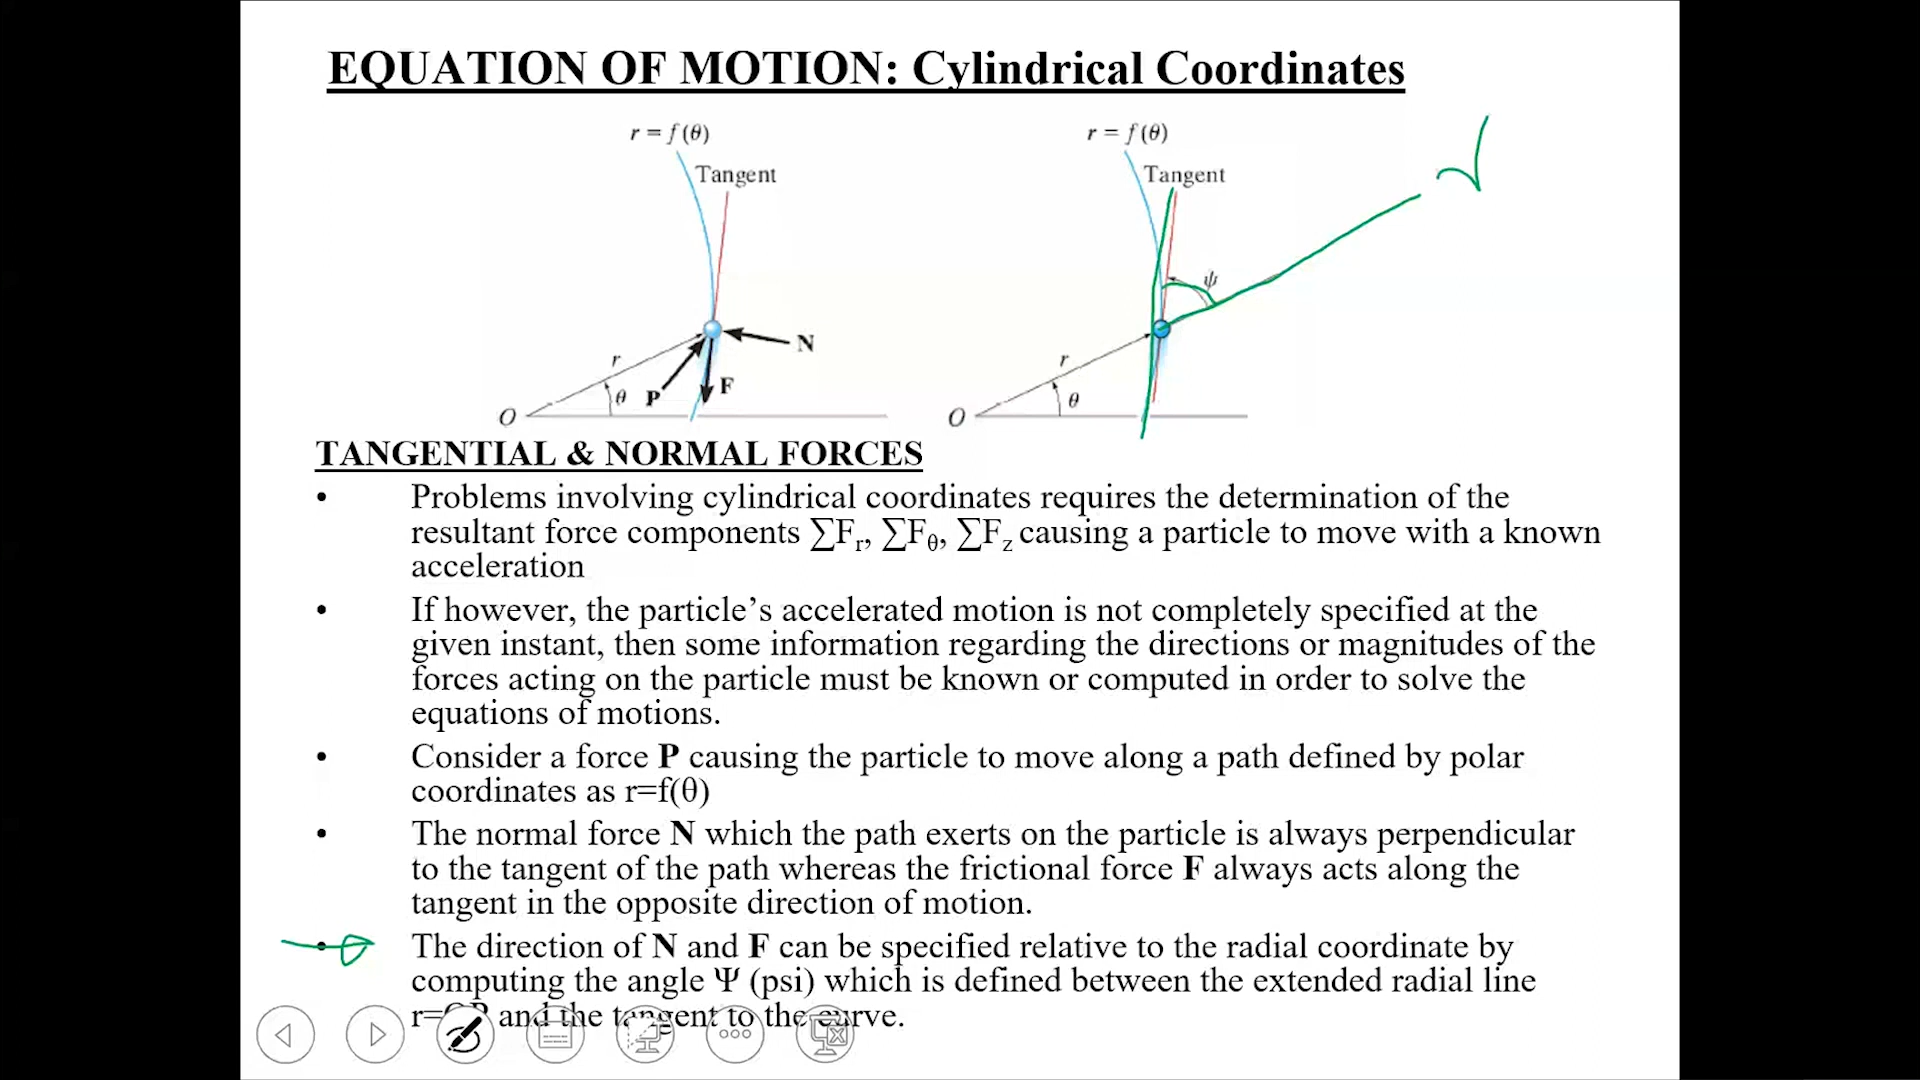 EQUATION OF MOTION: Cylindrical Coordinates
r = f(θ)
Tangent
N
r
θ
P
F
O
r = f(θ)
Tangent
ψ
r
θ
O
TANGENTIAL & NORMAL FORCES
• Problems involving cylindrical coordinates requires the determination of the
resultant force components ∑Fr, ∑Fθ, ∑Fz causing a particle to move with a known
acceleration
• If however, the particle’s accelerated motion is not completely specified at the
given instant, then some information regarding the directions or magnitudes of the
forces acting on the particle must be known or computed in order to solve the
equations of motions.
• Consider a force P causing the particle to move along a path defined by polar
coordinates as r=f(θ)
• The normal force N which the path exerts on the particle is always perpendicular
to the tangent of the path whereas the frictional force F always acts along the
tangent in the opposite direction of motion.
• The direction of N and F can be specified relative to the radial coordinate by
computing the angle Ψ (psi) which is defined between the extended radial line
and the tangent to the curve.